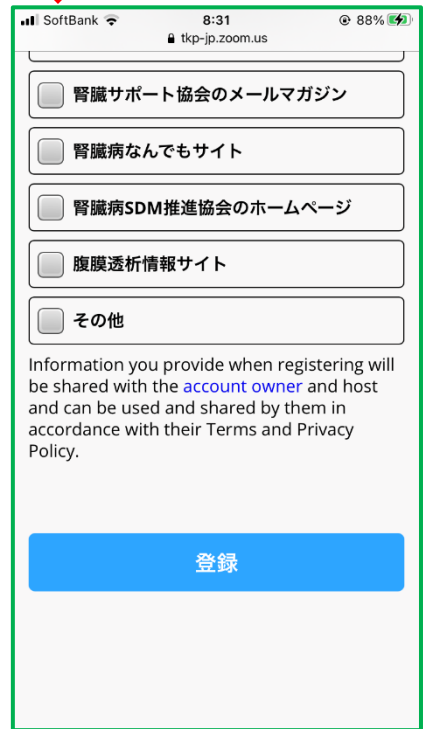 SoftBank 8:31 88%
tkp-jp.zoom.us
腎臓サポート協会のメールマガジン
腎臓病なんでもサイト
腎臓病SDM推進協会のホームページ
腹膜透析情報サイト
その他
Information you provide when registering will
be shared with the account owner and host
and can be used and shared by them in
accordance with their Terms and Privacy
Policy.
登録